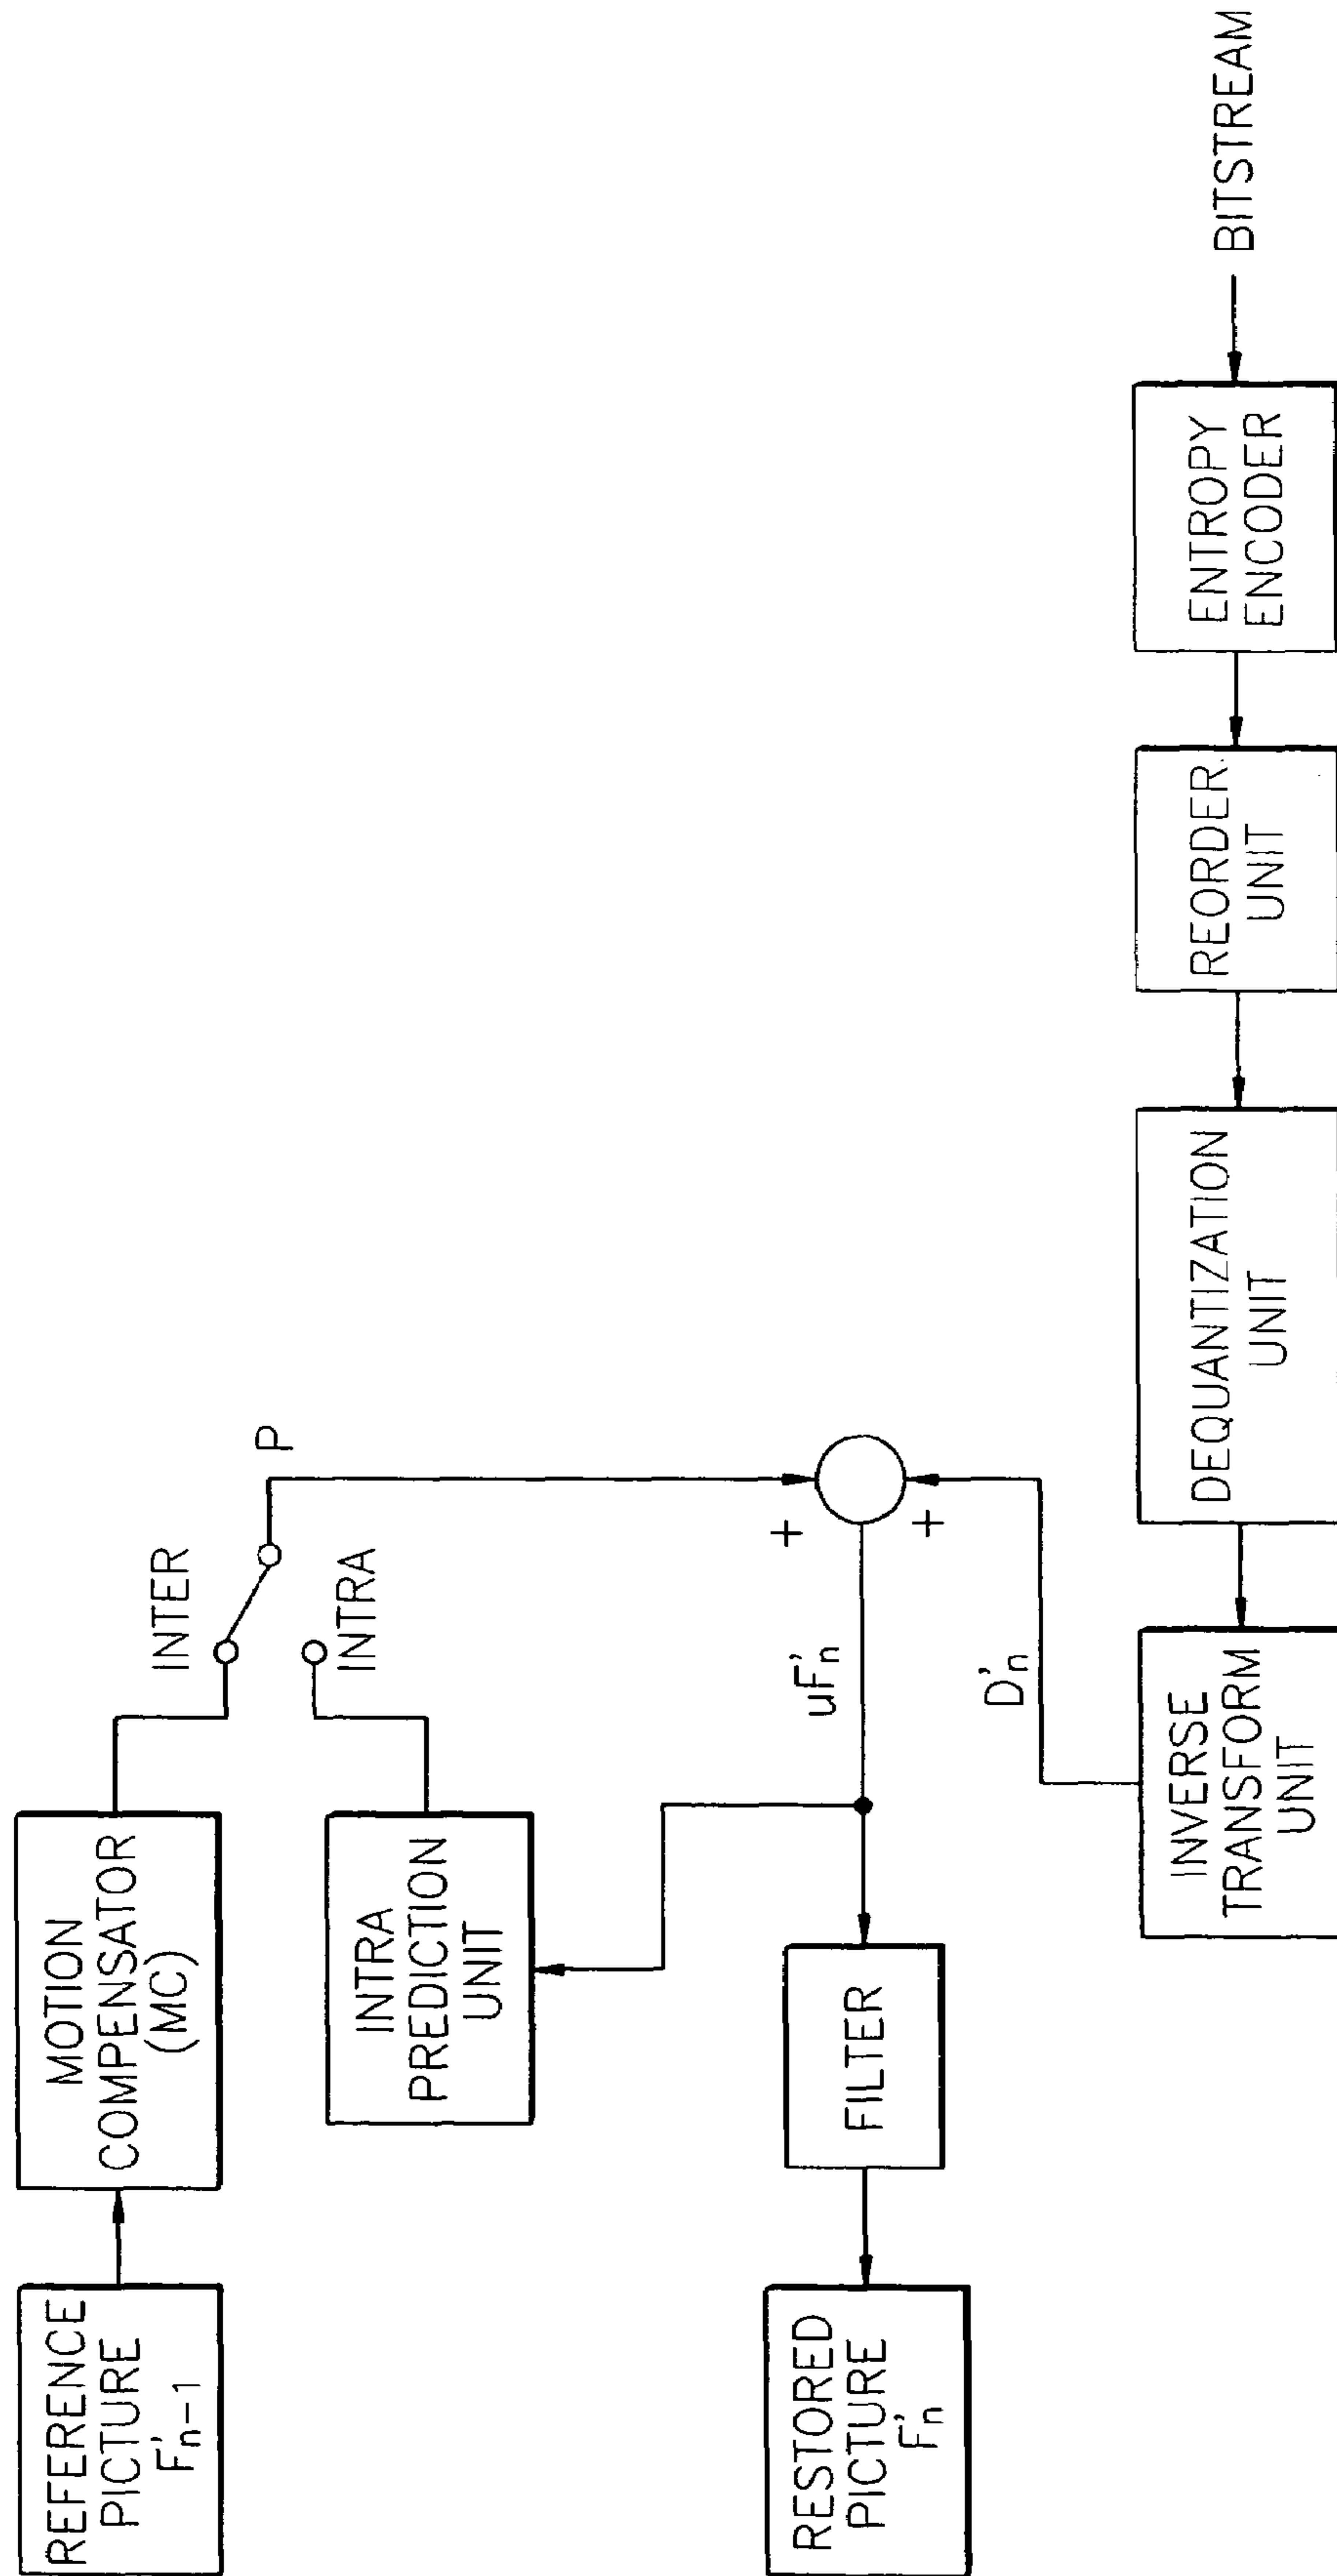 REFERENCE
PICTURE
F'n-1
MOTION
COMPENSATOR
(MC)
INTER
P
INTRA
PREDICTION
UNIT
INTRA
RESTORED
PICTURE
F'n
FILTER
uF'n
+
+
D'n
INVERSE
TRANSFORM
UNIT
DEQUANTIZATION
UNIT
REORDER
UNIT
ENTROPY
ENCODER
BITSTREAM